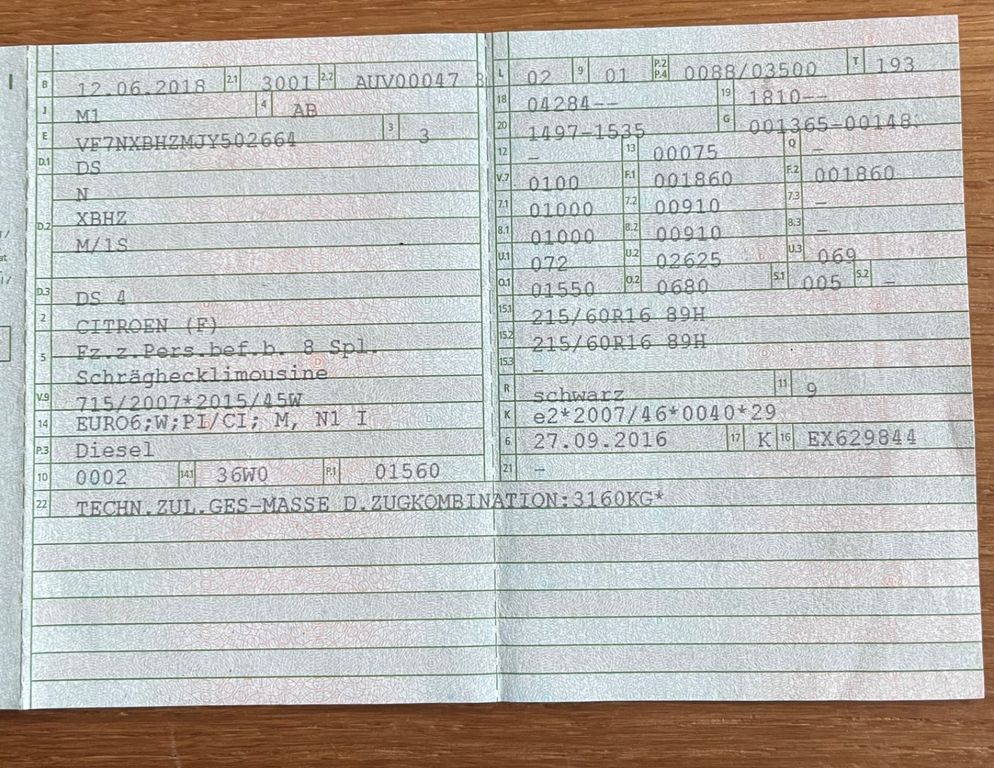 B 12.06.2018 2.1 3001 2.2 AUV00047 8
J M1 4 AB
E VF7NXBHZMJY502664 3 3
D.1 DS
N
D.2 XBHZ
M/1S
D.3 DS 4
2 CITROEN (F)
5 Fz.z.Pers.bef.b. 8 Spl.
Schräghecklimousine
V.9 715/2007*2015/45W
14 EURO6;W;PI/CI; M, N1 I
P.3 Diesel
10 0002 14.1 36W0 P.1 01560
L 02 9 01 P.2 P.4 0088/03500 T 193
18 04284-- 19 1810--
20 1497-1535 G 001365-00148
12 - 13 00075 Q -
V.7 0100 F.1 001860 F.2 001860
7.1 01000 7.2 00910 7.3 -
8.1 01000 8.2 00910 8.3 -
U.1 072 U.2 02625 U.3 069
O.1 01550 O.2 0680 S.1 005 S.2 -
15.1 215/60R16 89H
15.2 215/60R16 89H
15.3 -
R schwarz 11 9
K e2*2007/46*0040*29
6 27.09.2016 17 K 16 EX629844
21 -
22 TECHN.ZUL.GES-MASSE D.ZUGKOMBINATION:3160KG*